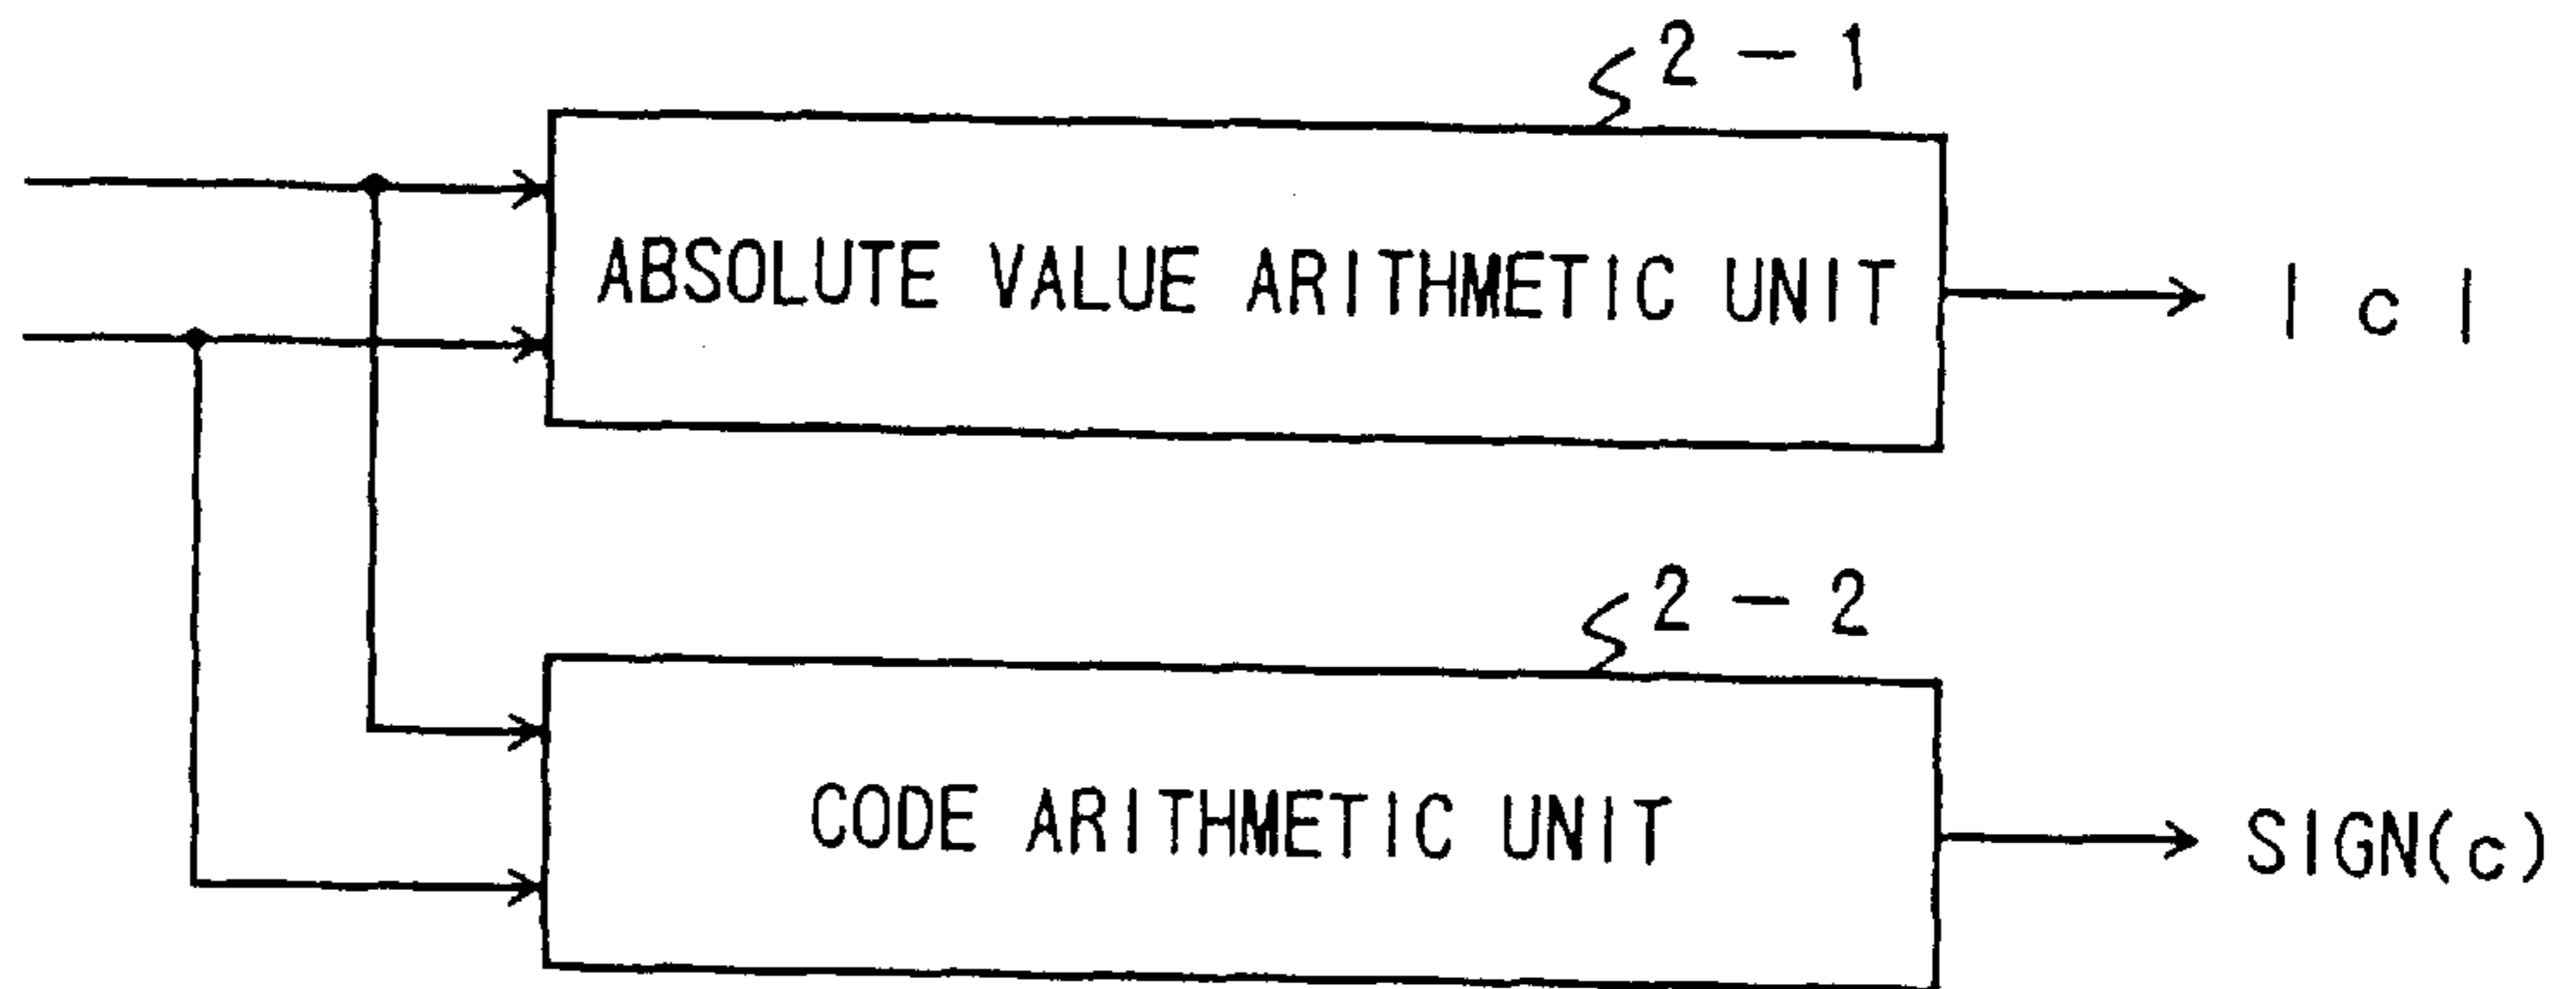 2-1
ABSOLUTE VALUE ARITHMETIC UNIT
|c|
2-2
CODE ARITHMETIC UNIT
SIGN(c)